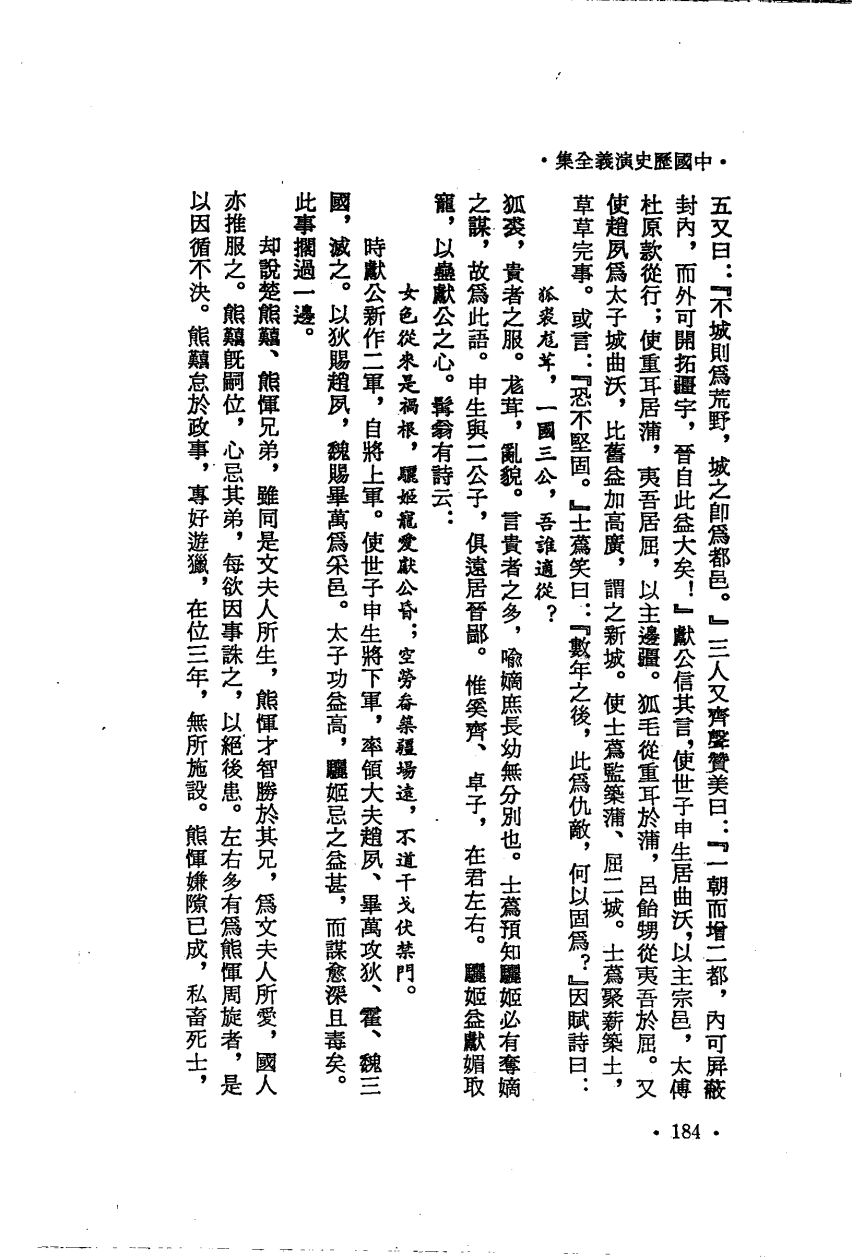 ·中國歷史演義全集·
五又曰：『不城則爲荒野，城之卽爲都邑。』三人又齊聲贊美曰：『一朝而增二都，內可屏蔽
封內，而外可開拓疆宇，晉自此益大矣！』獻公信其言，使世子申生居曲沃，以主宗邑，太傅
杜原款從行；使重耳居蒲，夷吾居屈，以主邊疆。狐毛從重耳於蒲，呂飴甥從夷吾於屈。又
使趙夙爲太子城曲沃，比舊益加高廣，謂之新城。使士蔿監築蒲、屈二城。士蔿聚薪築土，
草草完事。或言：『恐不堅固。』士蔿笑曰：『數年之後，此爲仇敵，何以固爲？』因賦詩曰：
狐裘尨茸，一國三公，吾誰適從？
狐裘，貴者之服。尨茸，亂貌。言貴者之多，喩嫡庶長幼無分別也。士蔿預知驪姬必有奪嫡
之謀，故爲此語。申生與二公子，俱遠居晉鄙。惟奚齊、卓子，在君左右。驪姬益獻媚取
寵，以蠱獻公之心。髯翁有詩云：
女色從來是禍根，驪姬寵愛獻公昏；空勞畚築疆場遠，不道干戈伏禁門。
時獻公新作二軍，自將上軍。使世子申生將下軍，率領大夫趙夙、畢萬攻狄、霍、魏三
國，滅之。以狄賜趙夙，魏賜畢萬爲采邑。太子功益高，驪姬忌之益甚，而謀愈深且毒矣。
此事擱過一邊。
却說楚熊囏、熊惲兄弟，雖同是文夫人所生，熊惲才智勝於其兄，爲文夫人所愛，國人
亦推服之。熊囏旣嗣位，心忌其弟，每欲因事誅之，以絕後患。左右多有爲熊惲周旋者，是
以因循不決。熊囏怠於政事，專好遊獵，在位三年，無所施設。熊惲嫌隙已成，私畜死士，
·184·